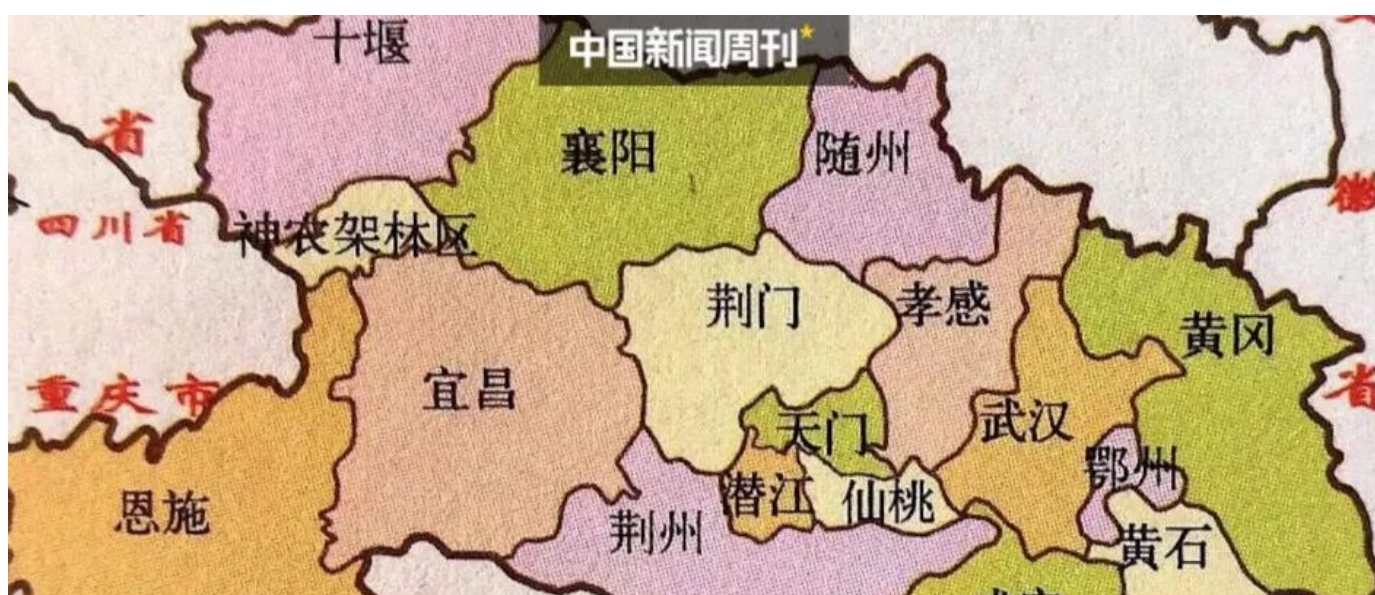 十堰
中国新闻周刊
襄阳
随州
省
徽
四川省
神农架林区
荆门
孝感
黄冈
宜昌
重庆市
省
天门
武汉
鄂州
恩施
潜江
仙桃
荆州
黄石